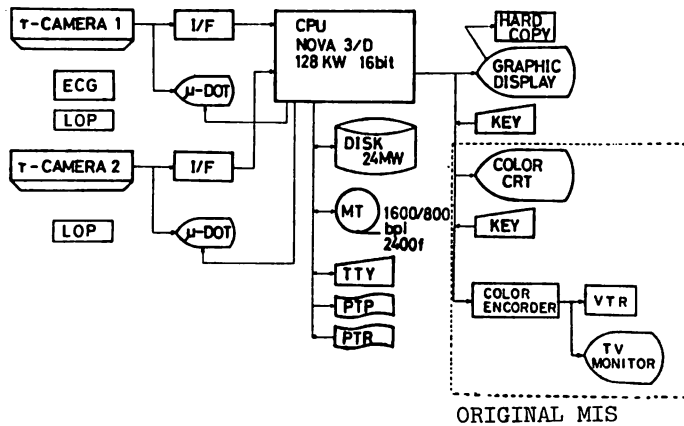 τ-CAMERA 1
I/F
CPU
NOVA 3/D
128 KW 16bit
HARD
COPY
GRAPHIC
DISPLAY
ECG
μ-DOT
LOP
KEY
τ-CAMERA 2
I/F
DISK
24MW
COLOR
CRT
LOP
μ-DOT
MT
1600/800
bpi
2400f
KEY
TTY
PTP
PTR
COLOR
ENCORDER
VTR
TV
MONITOR
ORIGINAL MIS